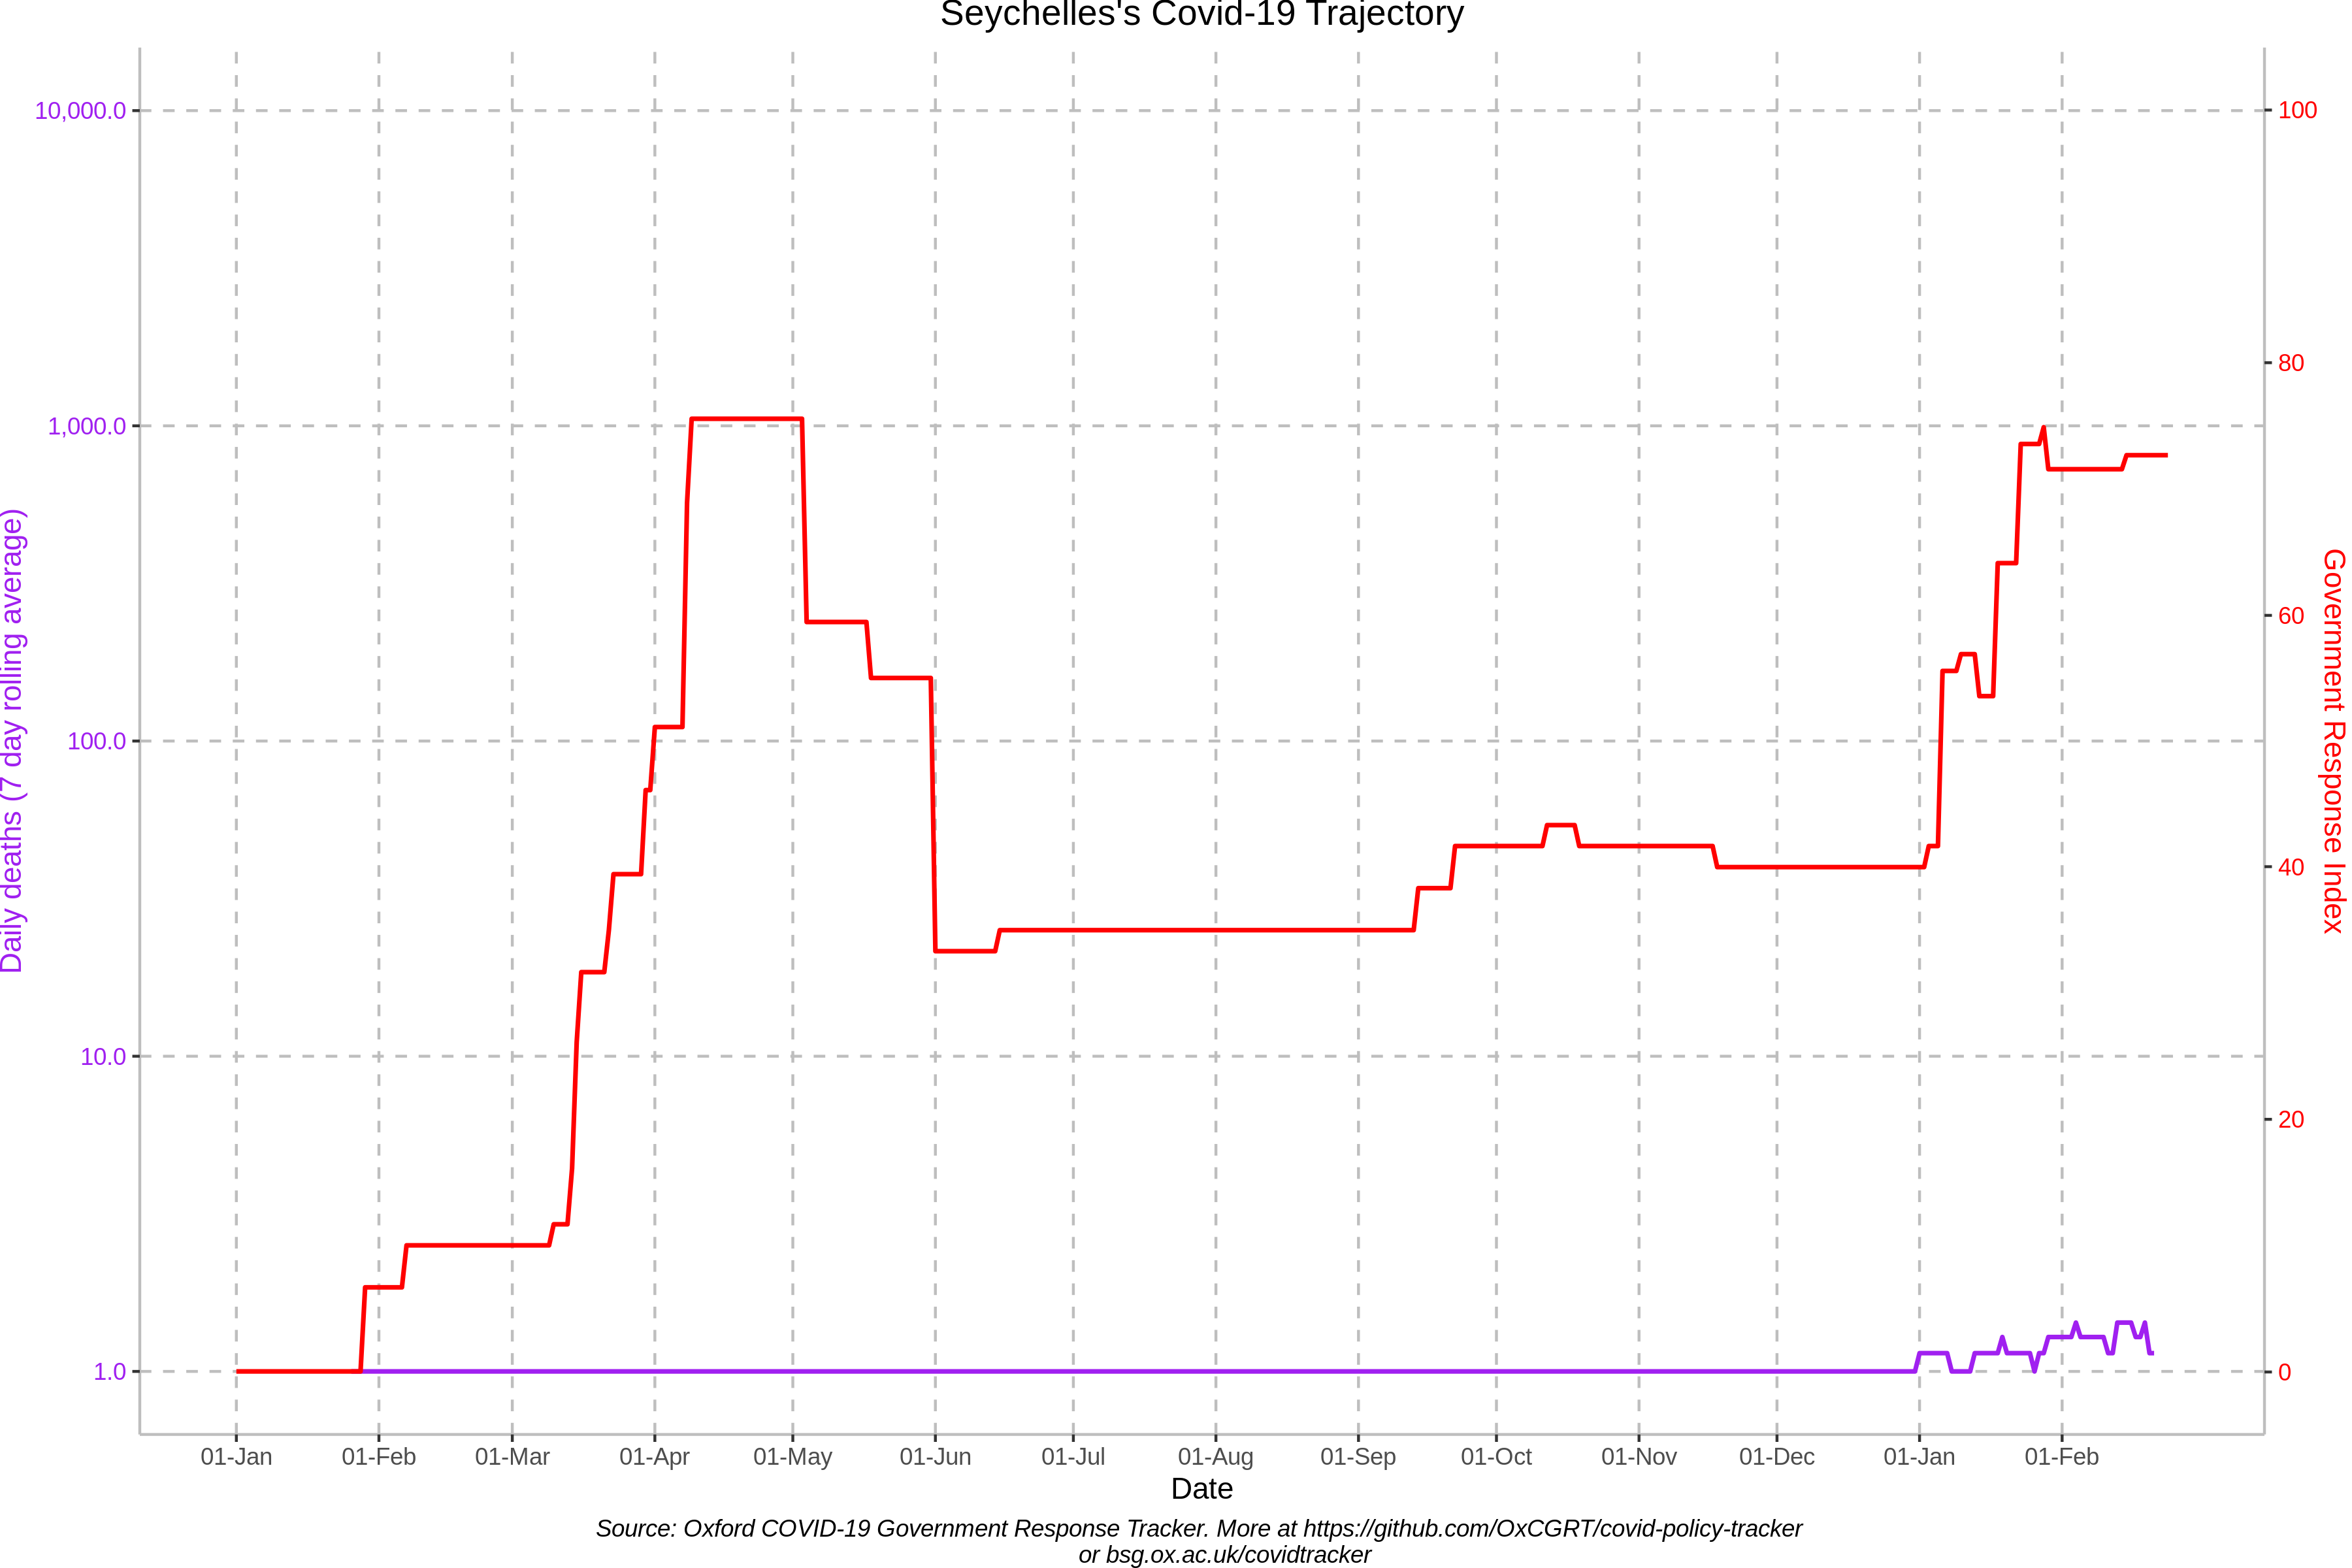 Seychelles's Covid-19 Trajectory
10,000.0
1,000.0
100.0
10.0
1.0
Daily deaths (7 day rolling average)
100
80
60
40
20
0
Government Response Index
01-Jan 01-Feb 01-Mar 01-Apr 01-May 01-Jun 01-Jul 01-Aug 01-Sep 01-Oct 01-Nov 01-Dec 01-Jan 01-Feb
Date
Source: Oxford COVID-19 Government Response Tracker. More at https://github.com/OxCGRT/covid-policy-tracker
or bsg.ox.ac.uk/covidtracker